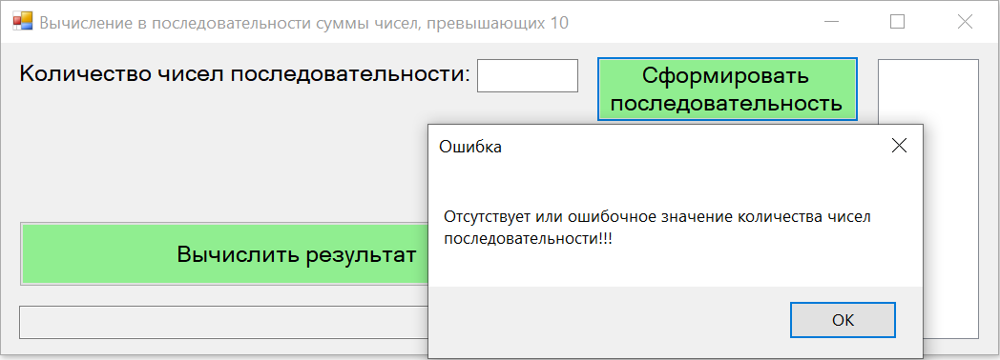 Вычисление в последовательности суммы чисел, превышающих 10
Количество чисел последовательности:
Сформировать
последовательность
Ошибка
Отсутствует или ошибочное значение количества чисел
последовательности!!!
Вычислить результат
OK